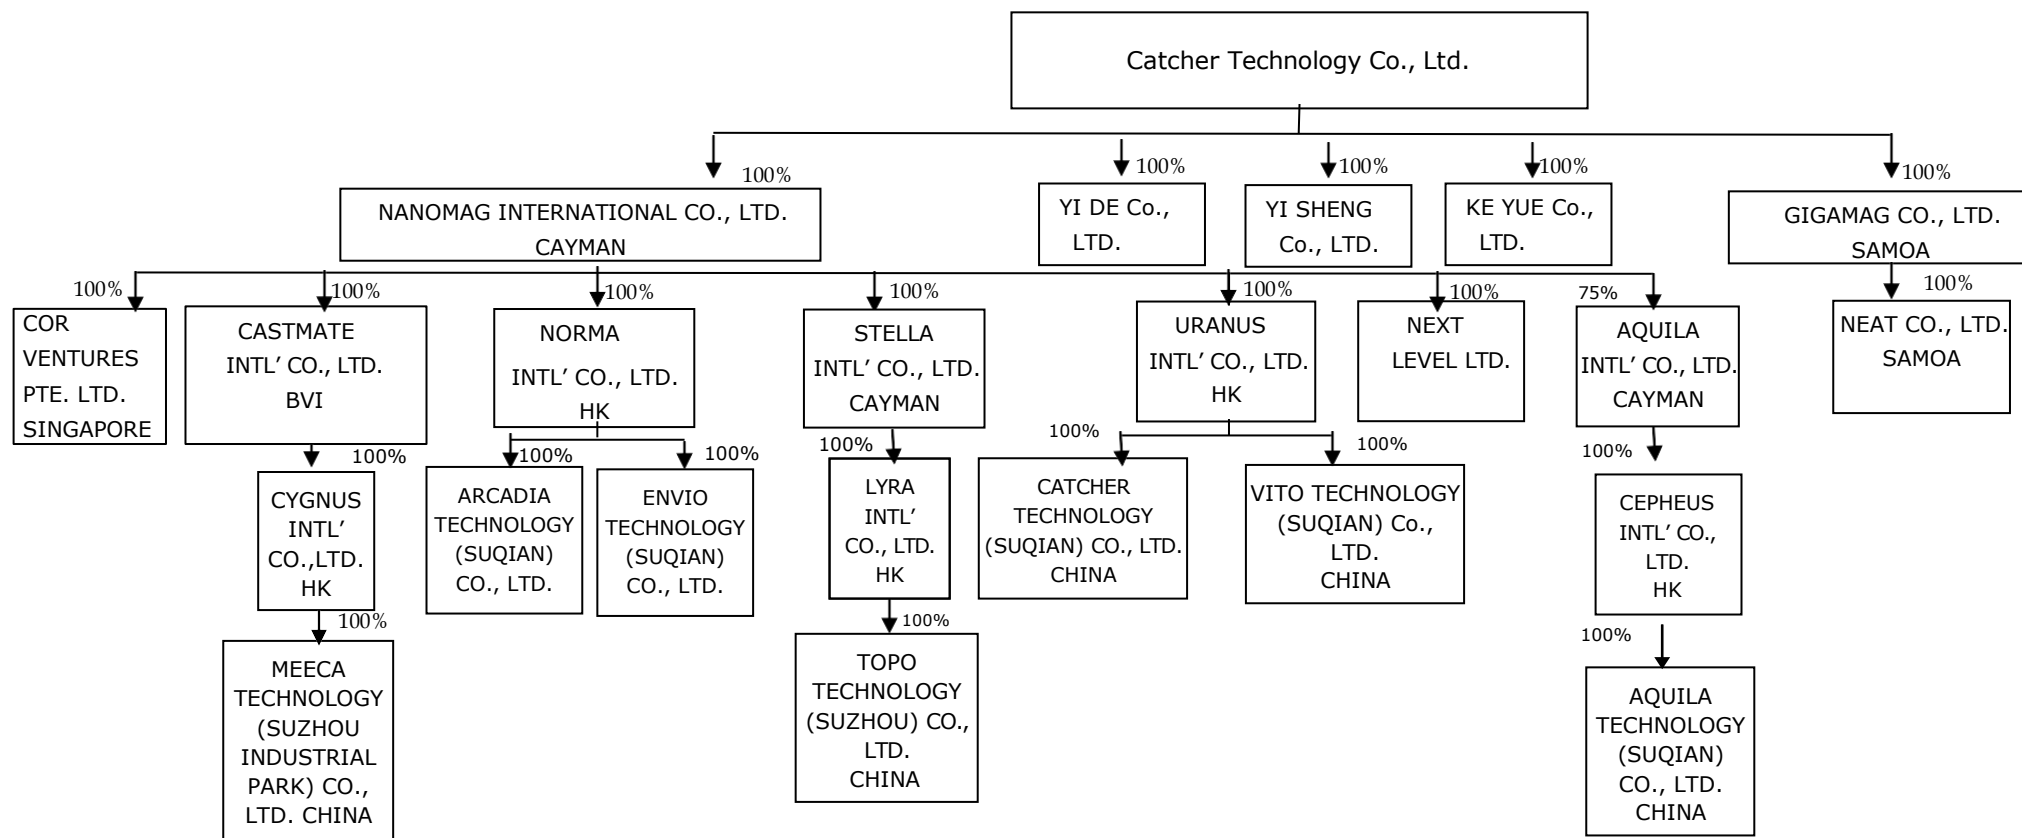 Catcher Technology Co., Ltd.
100%
100%
100%
100%
100%
NANOMAG INTERNATIONAL CO., LTD.
CAYMAN
YI DE Co.,
LTD.
YI SHENG
Co., LTD.
KE YUE Co.,
LTD.
GIGAMAG CO., LTD.
SAMOA
100%
100%
100%
100%
100%
100%
75%
100%
COR
VENTURES
PTE. LTD.
SINGAPORE
CASTMATE
INTL’ CO., LTD.
BVI
NORMA
INTL’ CO., LTD.
HK
STELLA
INTL’ CO., LTD.
CAYMAN
URANUS
INTL’ CO., LTD.
HK
NEXT
LEVEL LTD.
AQUILA
INTL’ CO., LTD.
CAYMAN
NEAT CO., LTD.
SAMOA
100%
100%
100%
100%
100%
100%
100%
CYGNUS
INTL’
CO.,LTD.
HK
ARCADIA
TECHNOLOGY
(SUQIAN)
CO., LTD.
ENVIO
TECHNOLOGY
(SUQIAN)
CO., LTD.
LYRA
INTL’
CO., LTD.
HK
CATCHER
TECHNOLOGY
(SUQIAN) CO., LTD.
CHINA
VITO TECHNOLOGY
(SUQIAN) Co.,
LTD.
CHINA
CEPHEUS
INTL’ CO.,
LTD.
HK
100%
100%
100%
MEECA
TECHNOLOGY
(SUZHOU
INDUSTRIAL
PARK) CO.,
LTD. CHINA
TOPO
TECHNOLOGY
(SUZHOU) CO.,
LTD.
CHINA
AQUILA
TECHNOLOGY
(SUQIAN)
CO., LTD.
CHINA